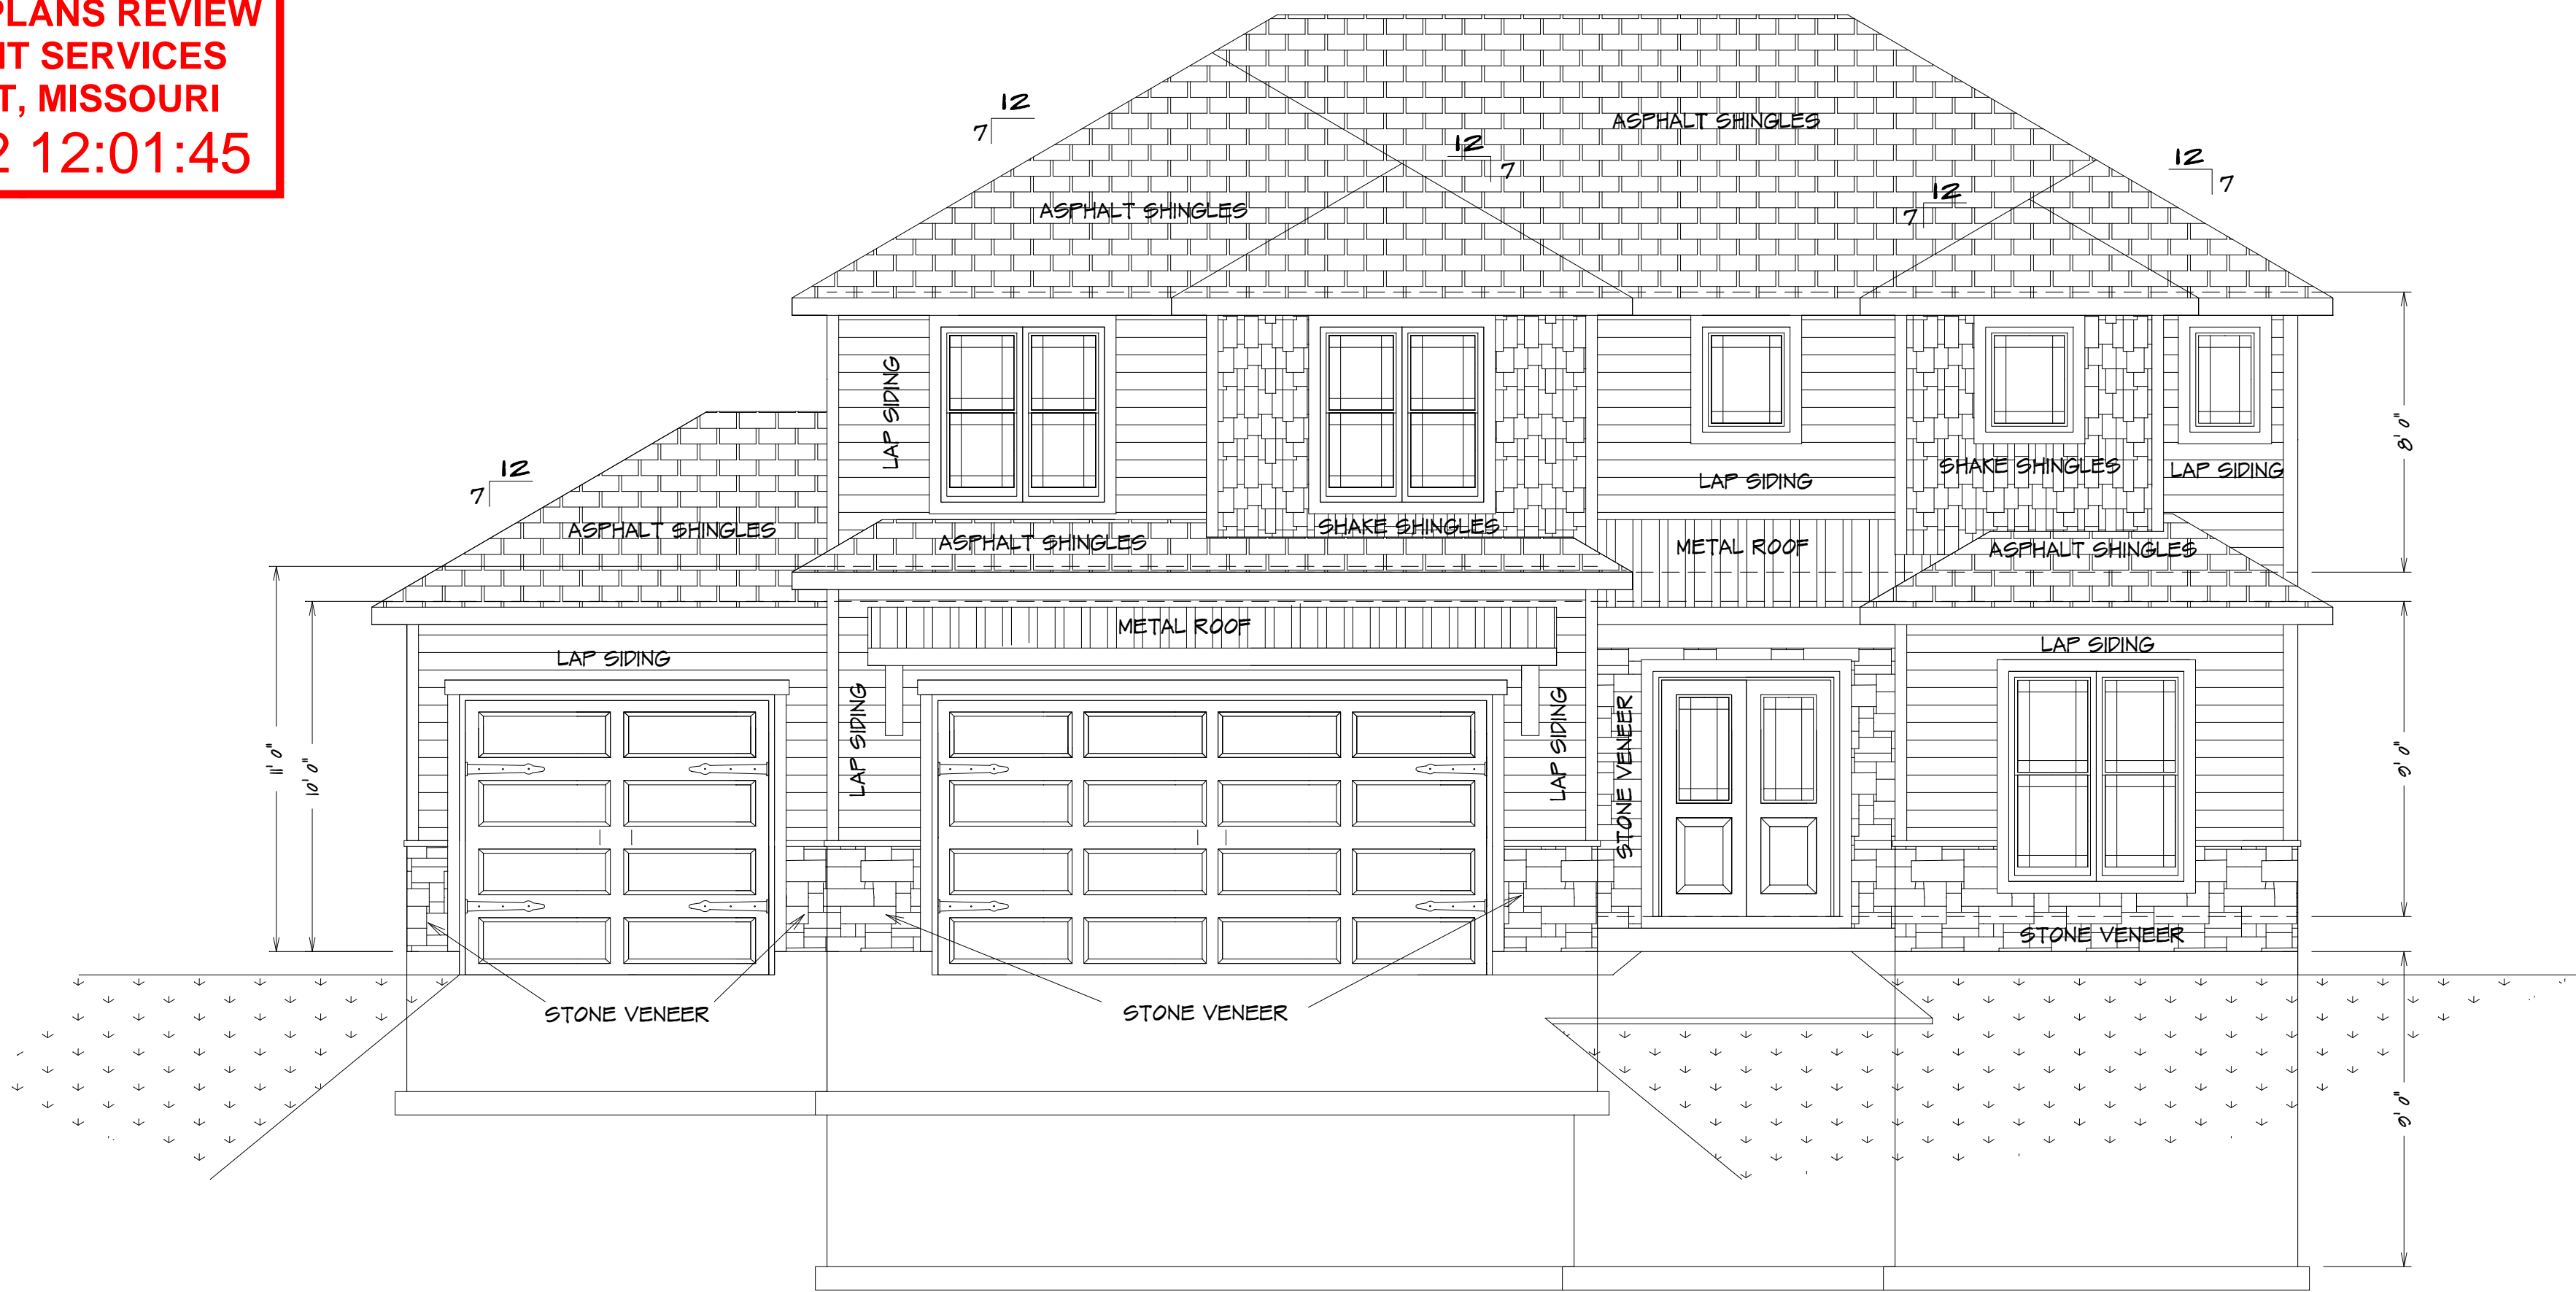 PLANS REVIEW
IT SERVICES
T, MISSOURI
2 12:01:45
12
7
ASPHALT SHINGLES
12
7
12
7
12
7
ASPHALT SHINGLES
LAP SIDING
8' 0"
12
7
SHAKE SHINGLES
LAP SIDING
LAP SIDING
ASPHALT SHINGLES
SHAKE SHINGLES
ASPHALT SHINGLES
METAL ROOF
ASPHALT SHINGLES
METAL ROOF
LAP SIDING
LAP SIDING
LAP SIDING
LAP SIDING
STONE VENEER
11' 0"
10' 0"
9' 0"
STONE VENEER
STONE VENEER
STONE VENEER
9' 0"